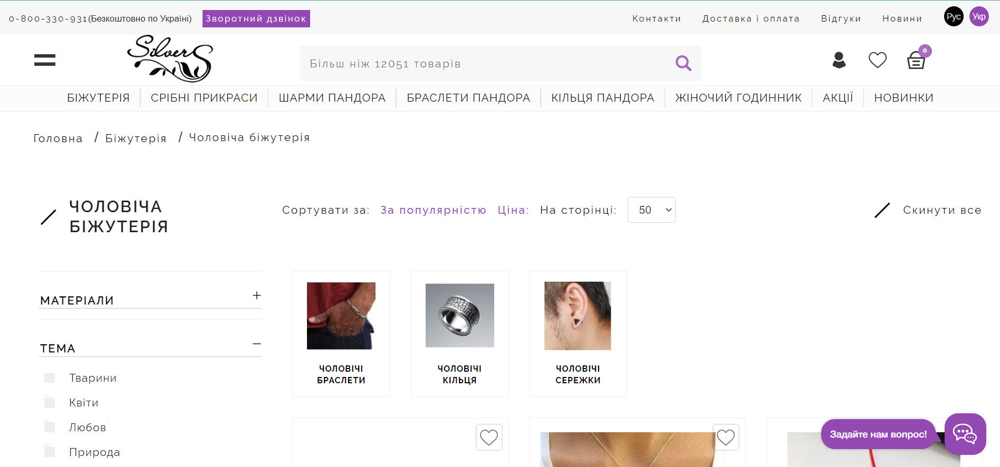 0-800-330-931(Безкоштовно по Україні) Зворотний дзвінок Контакти Доставка і оплата Відгуки Новини Рус Укр
SilverS
Більш ніж 12051 товарів
0
БІЖУТЕРІЯ СРІБНІ ПРИКРАСИ ШАРМИ ПАНДОРА БРАСЛЕТИ ПАНДОРА КІЛЬЦЯ ПАНДОРА ЖІНОЧИЙ ГОДИННИК АКЦІЇ НОВИНКИ
Головна / Біжутерія / Чоловіча біжутерія
ЧОЛОВІЧА
БІЖУТЕРІЯ
Сортувати за: За популярністю Ціна: На сторінці: 50 Скинути все
МАТЕРІАЛИ
ТЕМА
Тварини
Квіти
Любов
Природа
ЧОЛОВІЧІ
БРАСЛЕТИ
ЧОЛОВІЧІ
КІЛЬЦЯ
ЧОЛОВІЧІ
СЕРЕЖКИ
Задайте нам вопрос!